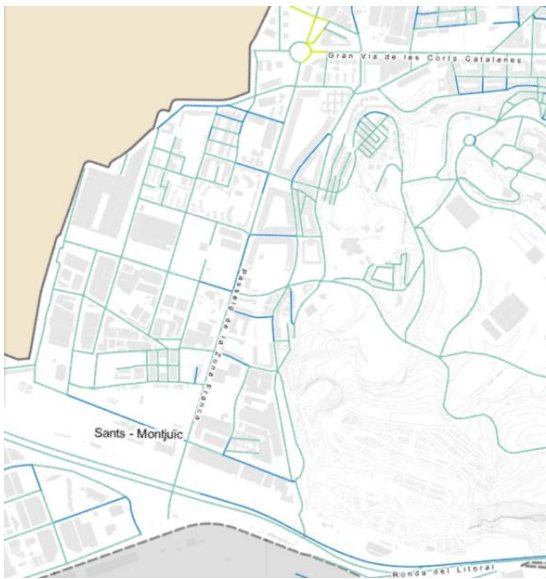 Gran Via de les Corts Catalanes
Passeig de la Zona Franca
Sants - Montjuïc
Ronda del Litoral